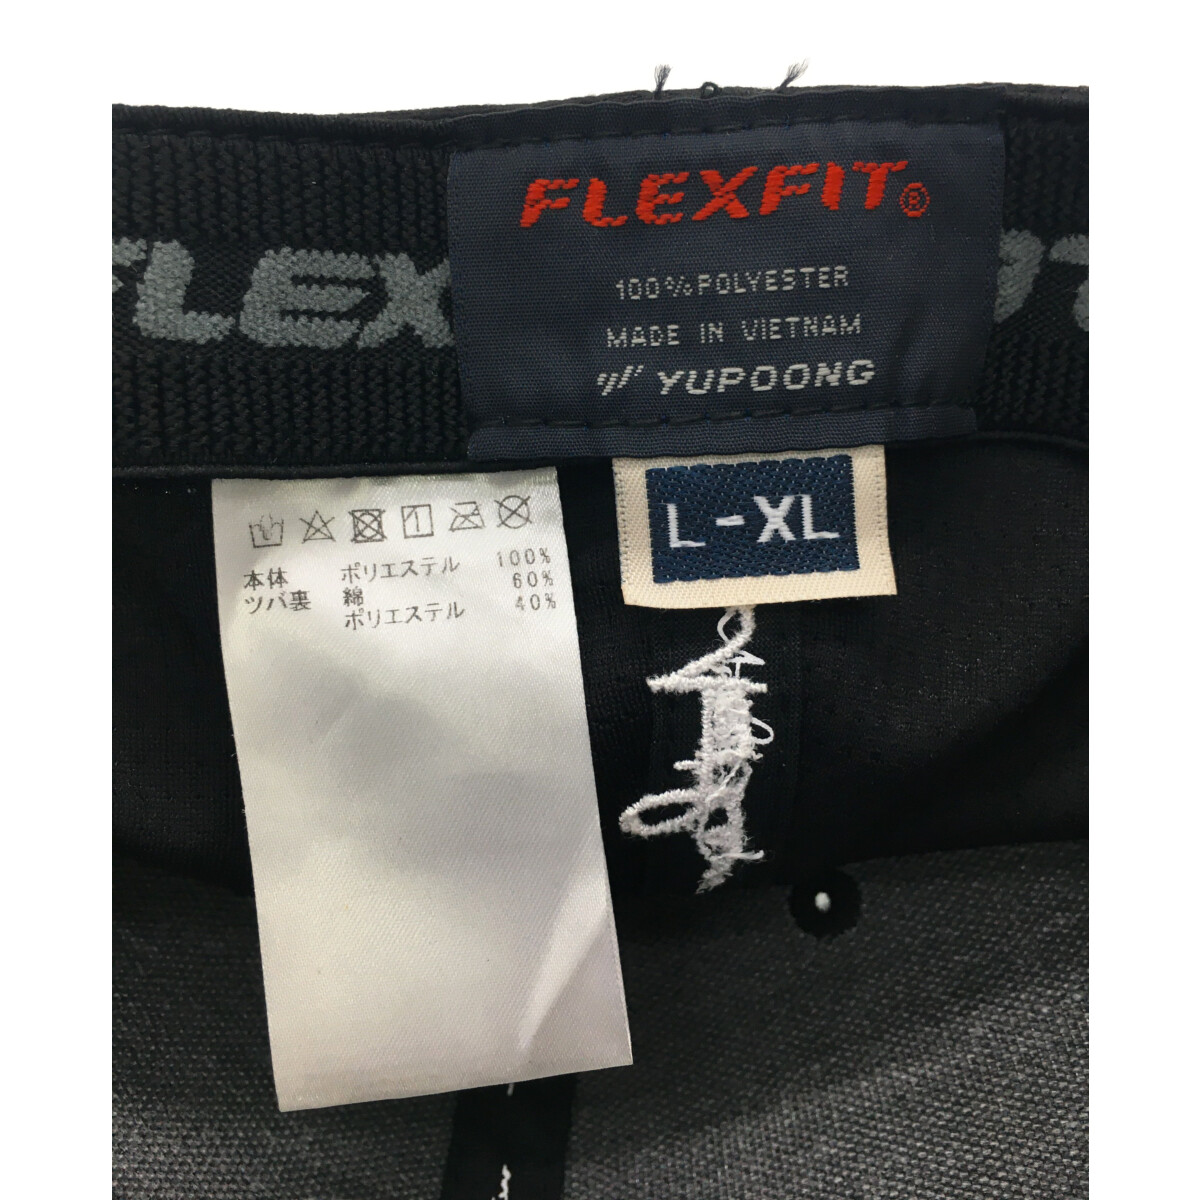 FLEXFIT®
100% POLYESTER
MADE IN VIETNAM
YUPOONG
FLEX
L-XL
本体 ポリエステル 100%
ツバ裏 綿 60%
ポリエステル 40%